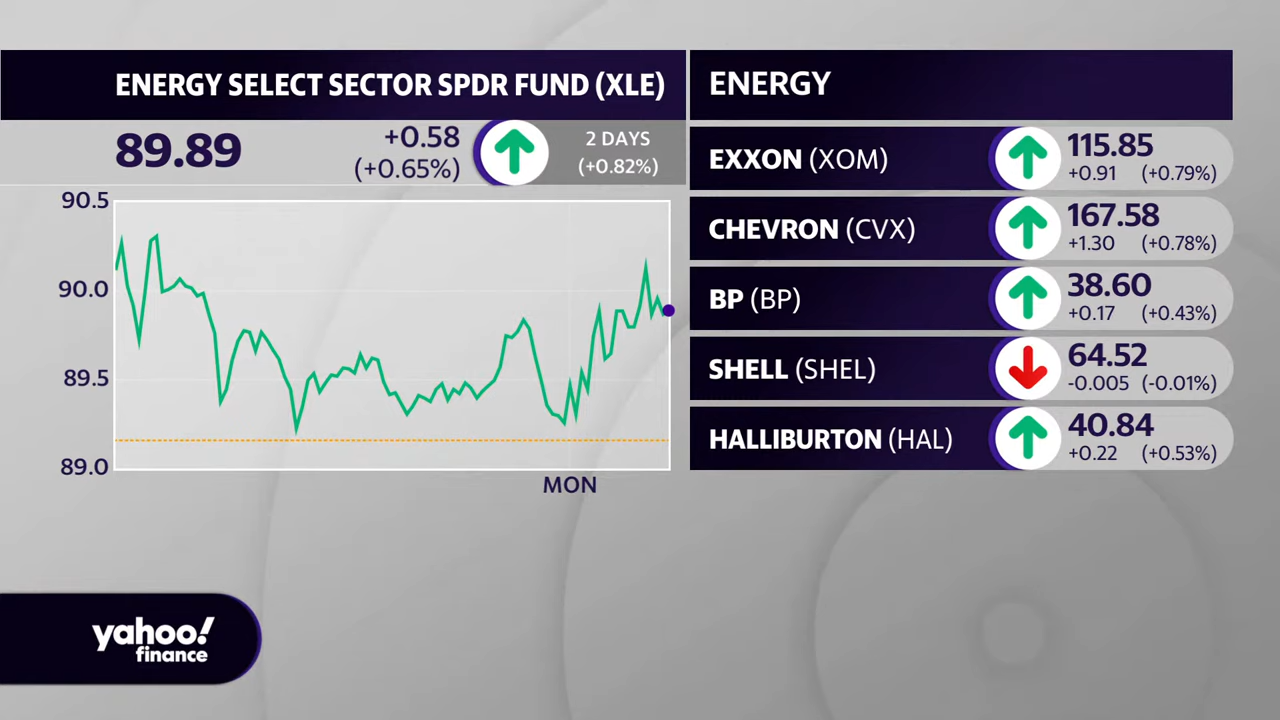 ENERGY SELECT SECTOR SPDR FUND (XLE)
89.89
+0.58
(+0.65%)
2 DAYS
(+0.82%)
90.5
90.0
89.5
89.0
MON
ENERGY
EXXON (XOM)
115.85
+0.91 (+0.79%)
CHEVRON (CVX)
167.58
+1.30 (+0.78%)
BP (BP)
38.60
+0.17 (+0.43%)
SHELL (SHEL)
64.52
-0.005 (-0.01%)
HALLIBURTON (HAL)
40.84
+0.22 (+0.53%)
yahoo!
finance